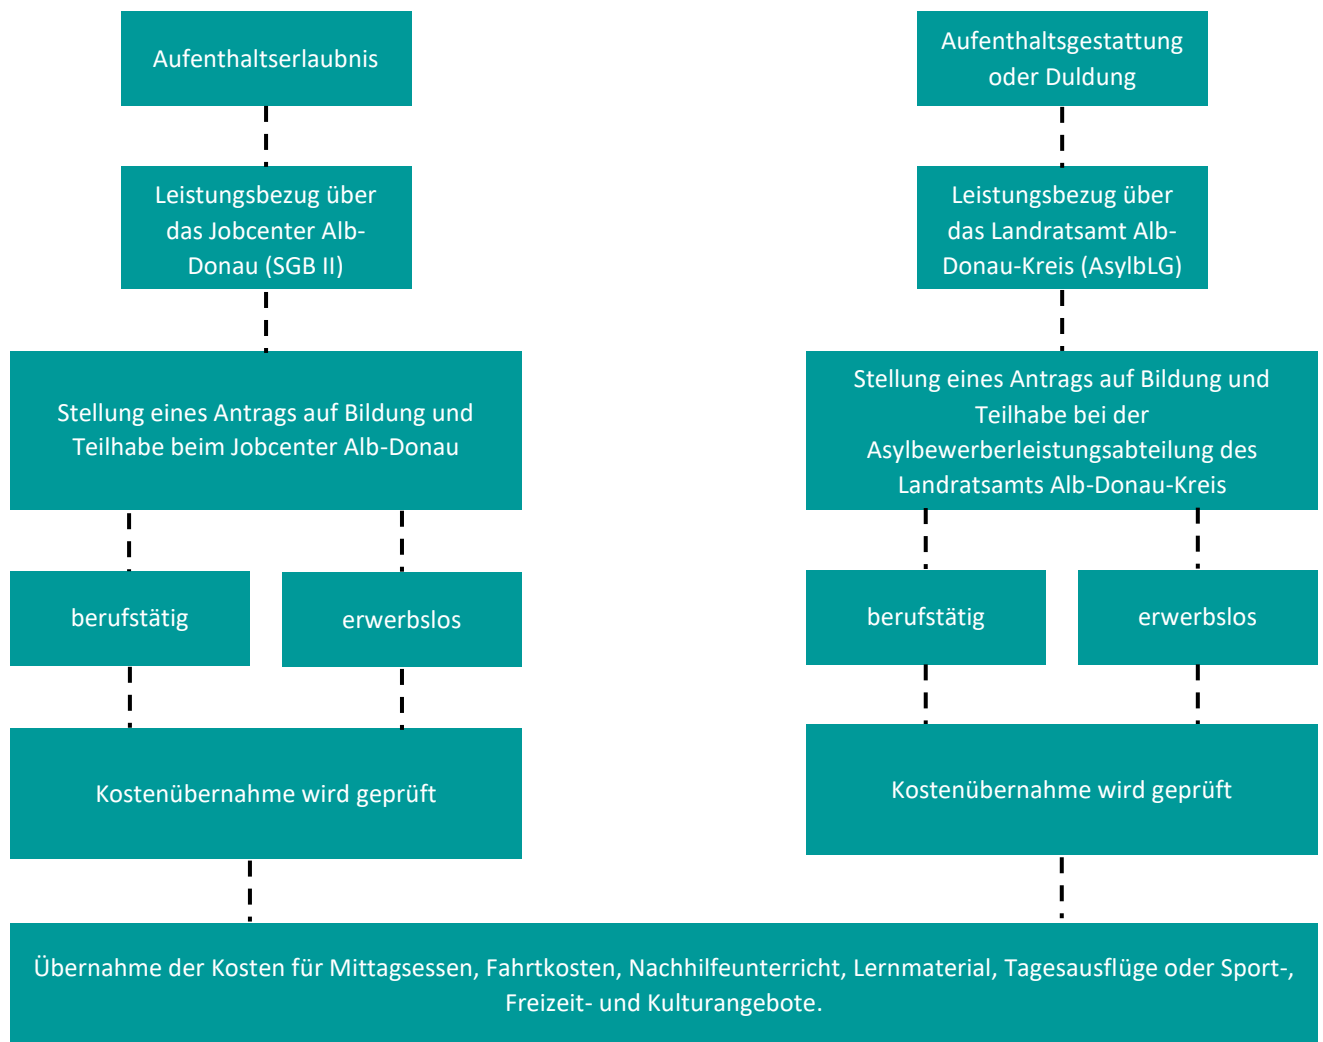 Aufenthaltserlaubnis
Aufenthaltsgestattung
oder Duldung
Leistungsbezug über
das Jobcenter Alb-
Donau (SGB II)
Leistungsbezug über
das Landratsamt Alb-
Donau-Kreis (AsylbLG)
Stellung eines Antrags auf Bildung und
Teilhabe beim Jobcenter Alb-Donau
Stellung eines Antrags auf Bildung und
Teilhabe bei der
Asylbewerberleistungsabteilung des
Landratsamts Alb-Donau-Kreis
berufstätig
erwerbslos
berufstätig
erwerbslos
Kostenübernahme wird geprüft
Kostenübernahme wird geprüft
Übernahme der Kosten für Mittagsessen, Fahrtkosten, Nachhilfeunterricht, Lernmaterial, Tagesausflüge oder Sport-,
Freizeit- und Kulturangebote.